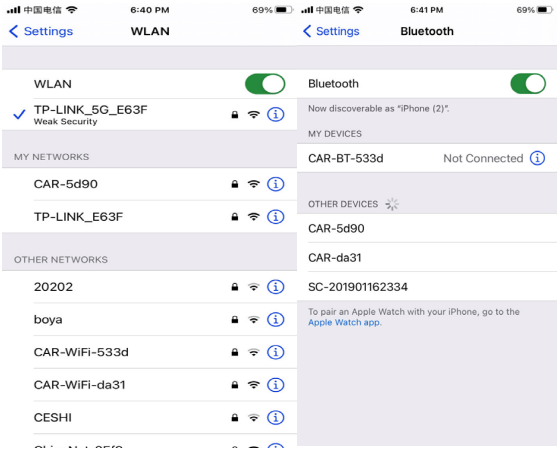 中国电信 6:40 PM 69%
Settings WLAN
WLAN
TP-LINK_5G_E63F
Weak Security
MY NETWORKS
CAR-5d90
TP-LINK_E63F
OTHER NETWORKS
20202
boya
CAR-WiFi-533d
CAR-WiFi-da31
CESHI
中国电信 6:41 PM 69%
Settings Bluetooth
Bluetooth
Now discoverable as “iPhone (2)”.
MY DEVICES
CAR-BT-533d Not Connected
OTHER DEVICES
CAR-5d90
CAR-da31
SC-201901162334
To pair an Apple Watch with your iPhone, go to the
Apple Watch app.